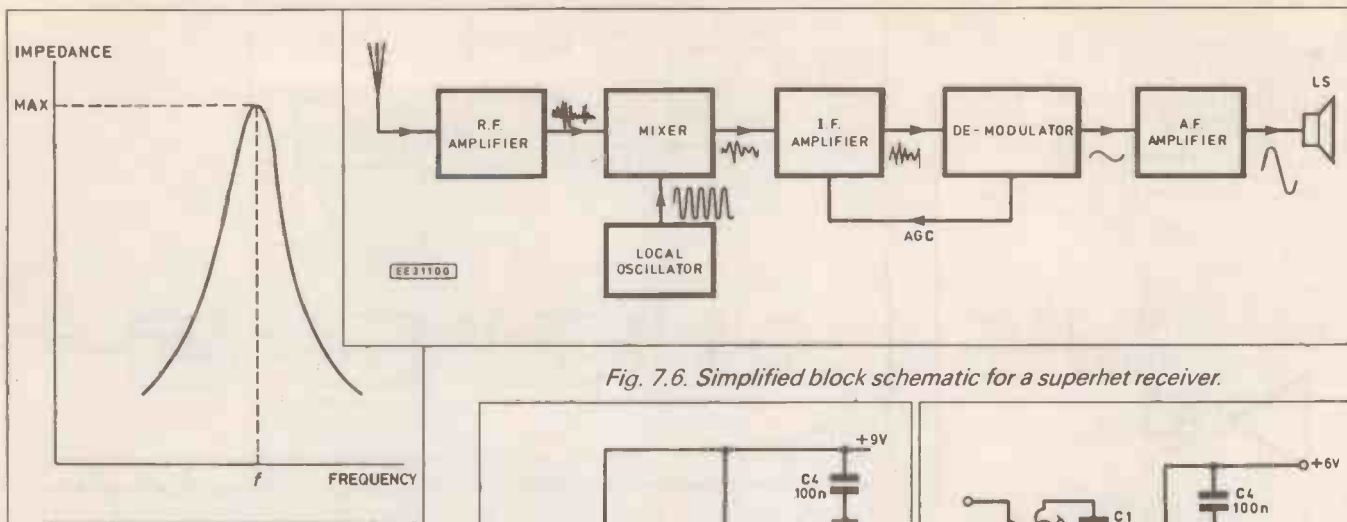 IMPEDANCE
MAX
f
FREQUENCY
R.F.
AMPLIFIER
MIXER
I.F.
AMPLIFIER
DE-MODULATOR
A.F.
AMPLIFIER
LS
LOCAL
OSCILLATOR
AGC
EE3110G
Fig. 7.6. Simplified block schematic for a superhet receiver.
+9V
C4
100n
+6V
C4
100n
C1